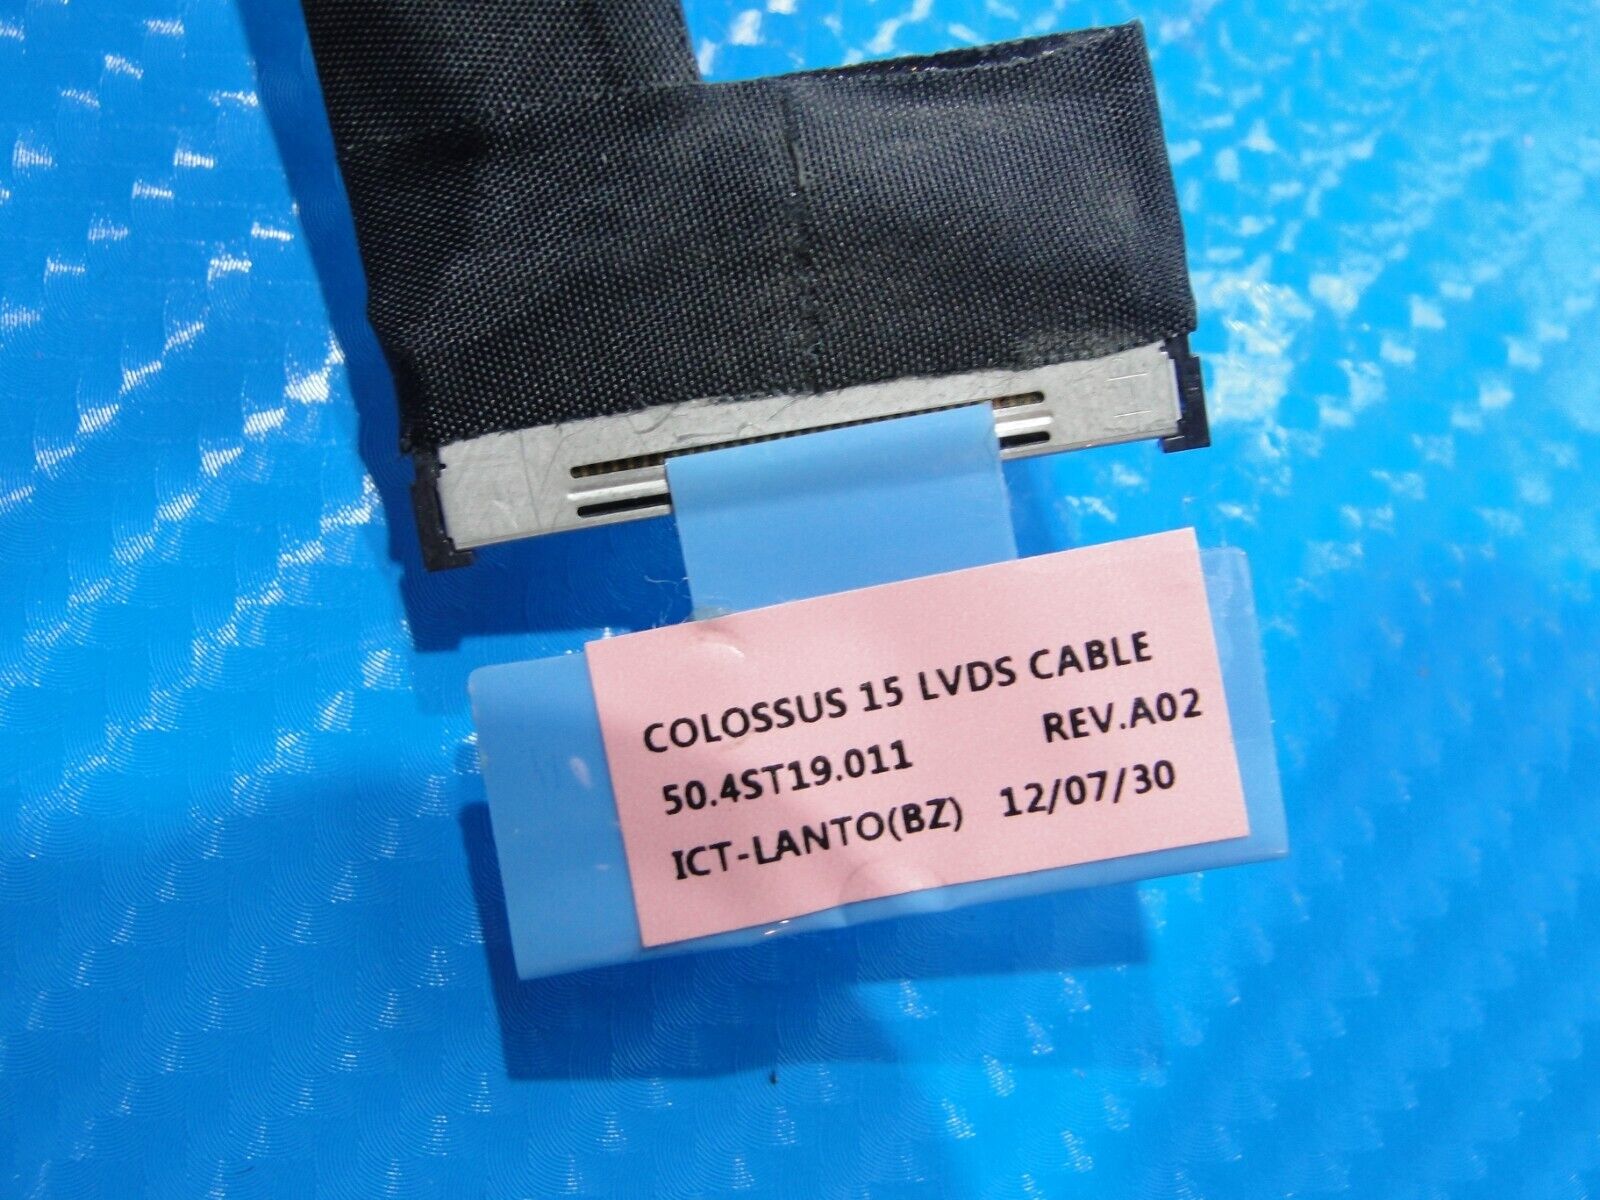 COLOSSUS 15 LVDS CABLE
50.4ST19.011 REV.A02
ICT-LANTO(BZ) 12/07/30